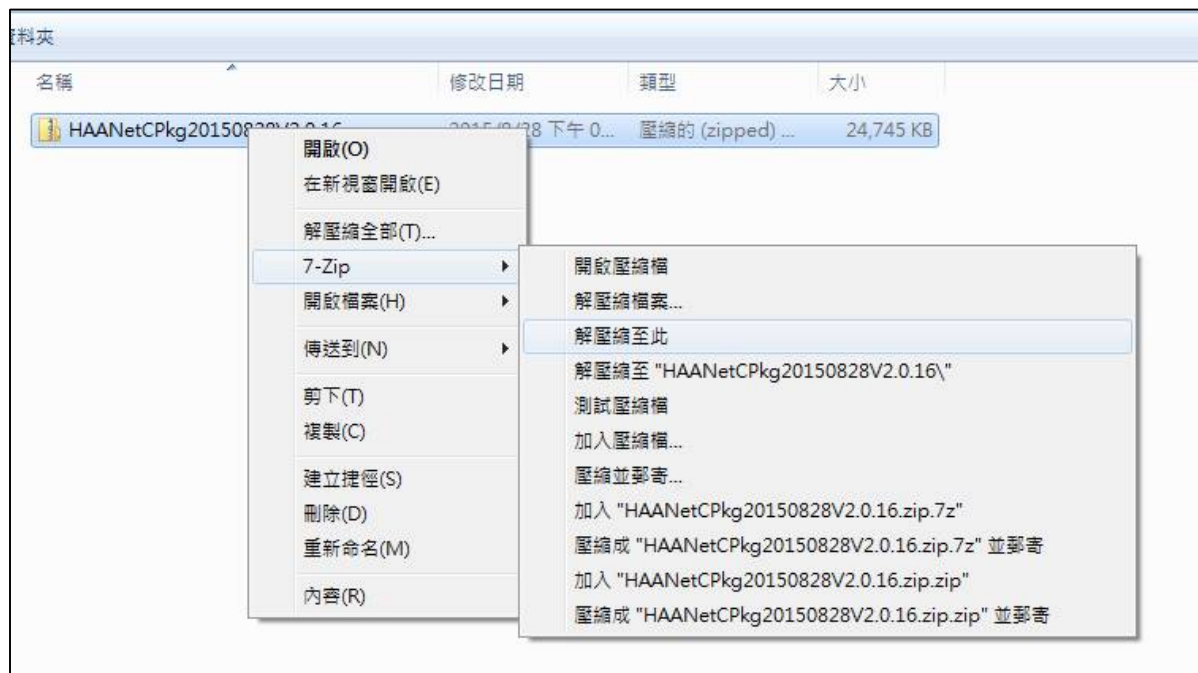 料夾
名稱 修改日期 類型 大小
HAANetCPkg20150828V2.0.16 2015/8/28 下午 0... 壓縮的 (zipped) ... 24,745 KB
開啟(O)
在新視窗開啟(E)
解壓縮全部(T)...
7-Zip
開啟檔案(H)
傳送到(N)
剪下(T)
複製(C)
建立捷徑(S)
刪除(D)
重新命名(M)
內容(R)
開啟壓縮檔
解壓縮檔案...
解壓縮至此
解壓縮至 "HAANetCPkg20150828V2.0.16\"
測試壓縮檔
加入壓縮檔...
壓縮並郵寄...
加入 "HAANetCPkg20150828V2.0.16.zip.7z"
壓縮成 "HAANetCPkg20150828V2.0.16.zip.7z" 並郵寄
加入 "HAANetCPkg20150828V2.0.16.zip.zip"
壓縮成 "HAANetCPkg20150828V2.0.16.zip.zip" 並郵寄